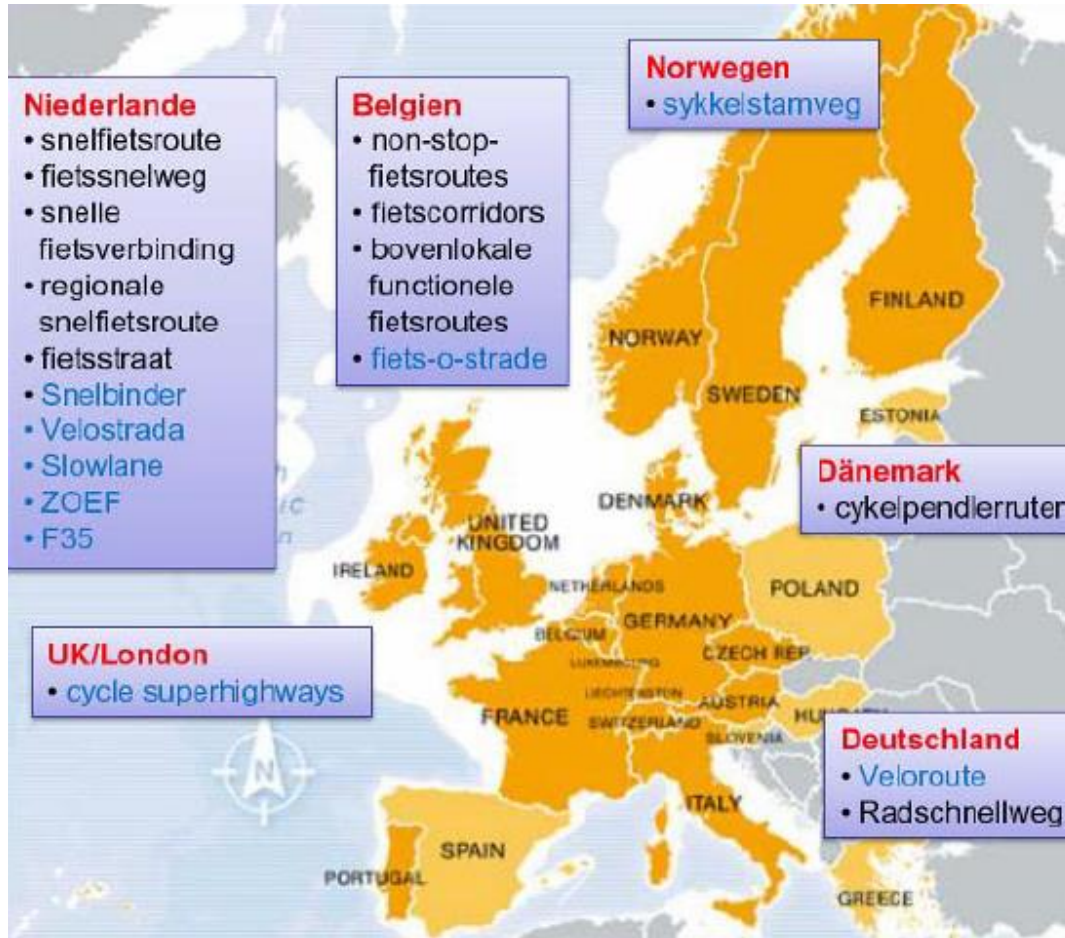 Niederlande
• snelfietsroute
• fietssnelweg
• snelle
fietsverbinding
• regionale
snelfietsroute
• fietsstraat
• Snelbinder
• Velostrada
• Slowlane
• ZOEF
• F35
Belgien
• non-stop-
fietsroutes
• fietscorridors
• bovenlokale
functionele
fietsroutes
• fiets-o-strade
Norwegen
• sykkelstamveg
FINLAND
NORWAY
SWEDEN
ESTONIA
Dänemark
• cykelpendlerruter
DENMARK
UNITED
KINGDOM
IRELAND
NETHERLANDS
POLAND
GERMANY
BELGIUM
CZECH REP
LUXEMBOURG
UK/London
• cycle superhighways
LIECHTENSTEIN
AUSTRIA
FRANCE
SWITZERLAND
SLOVENIA
Deutschland
• Veloroute
• Radschnellweg
N
ITALY
SPAIN
PORTUGAL
GREECE